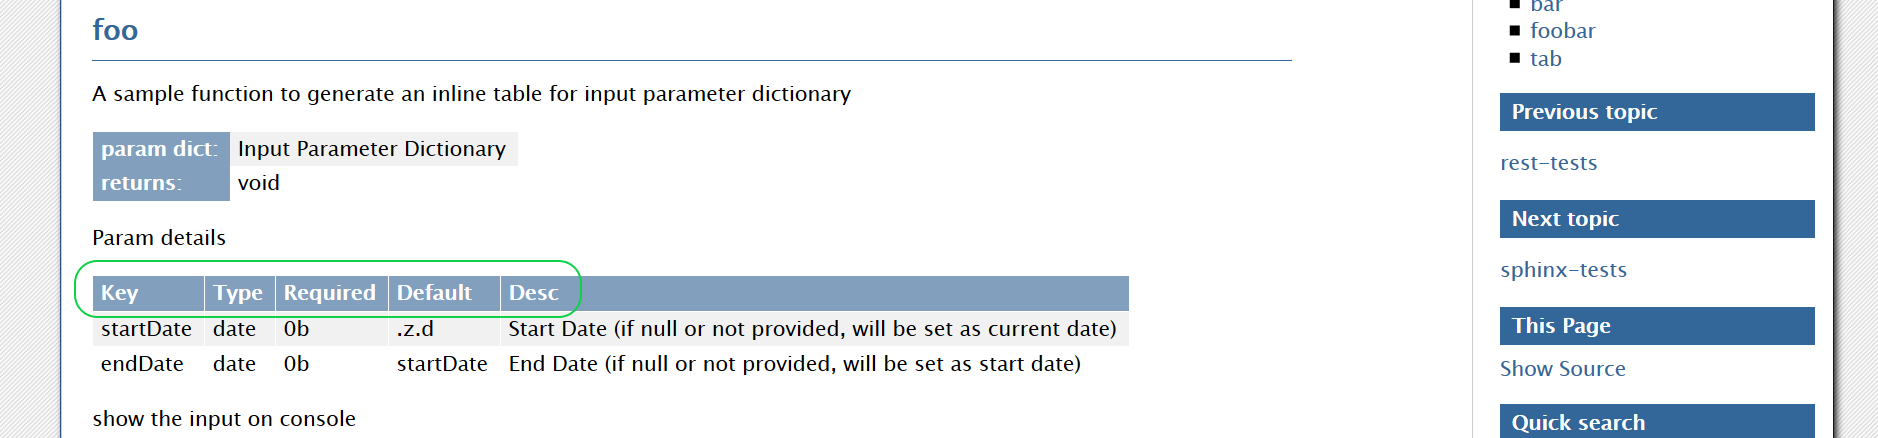 foo
A sample function to generate an inline table for input parameter dictionary
param dict: Input Parameter Dictionary
returns: void
Param details
Key Type Required Default Desc
startDate date 0b .z.d Start Date (if null or not provided, will be set as current date)
endDate date 0b startDate End Date (if null or not provided, will be set as start date)
show the input on console
bar
foobar
tab
Previous topic
rest-tests
Next topic
sphinx-tests
This Page
Show Source
Quick search